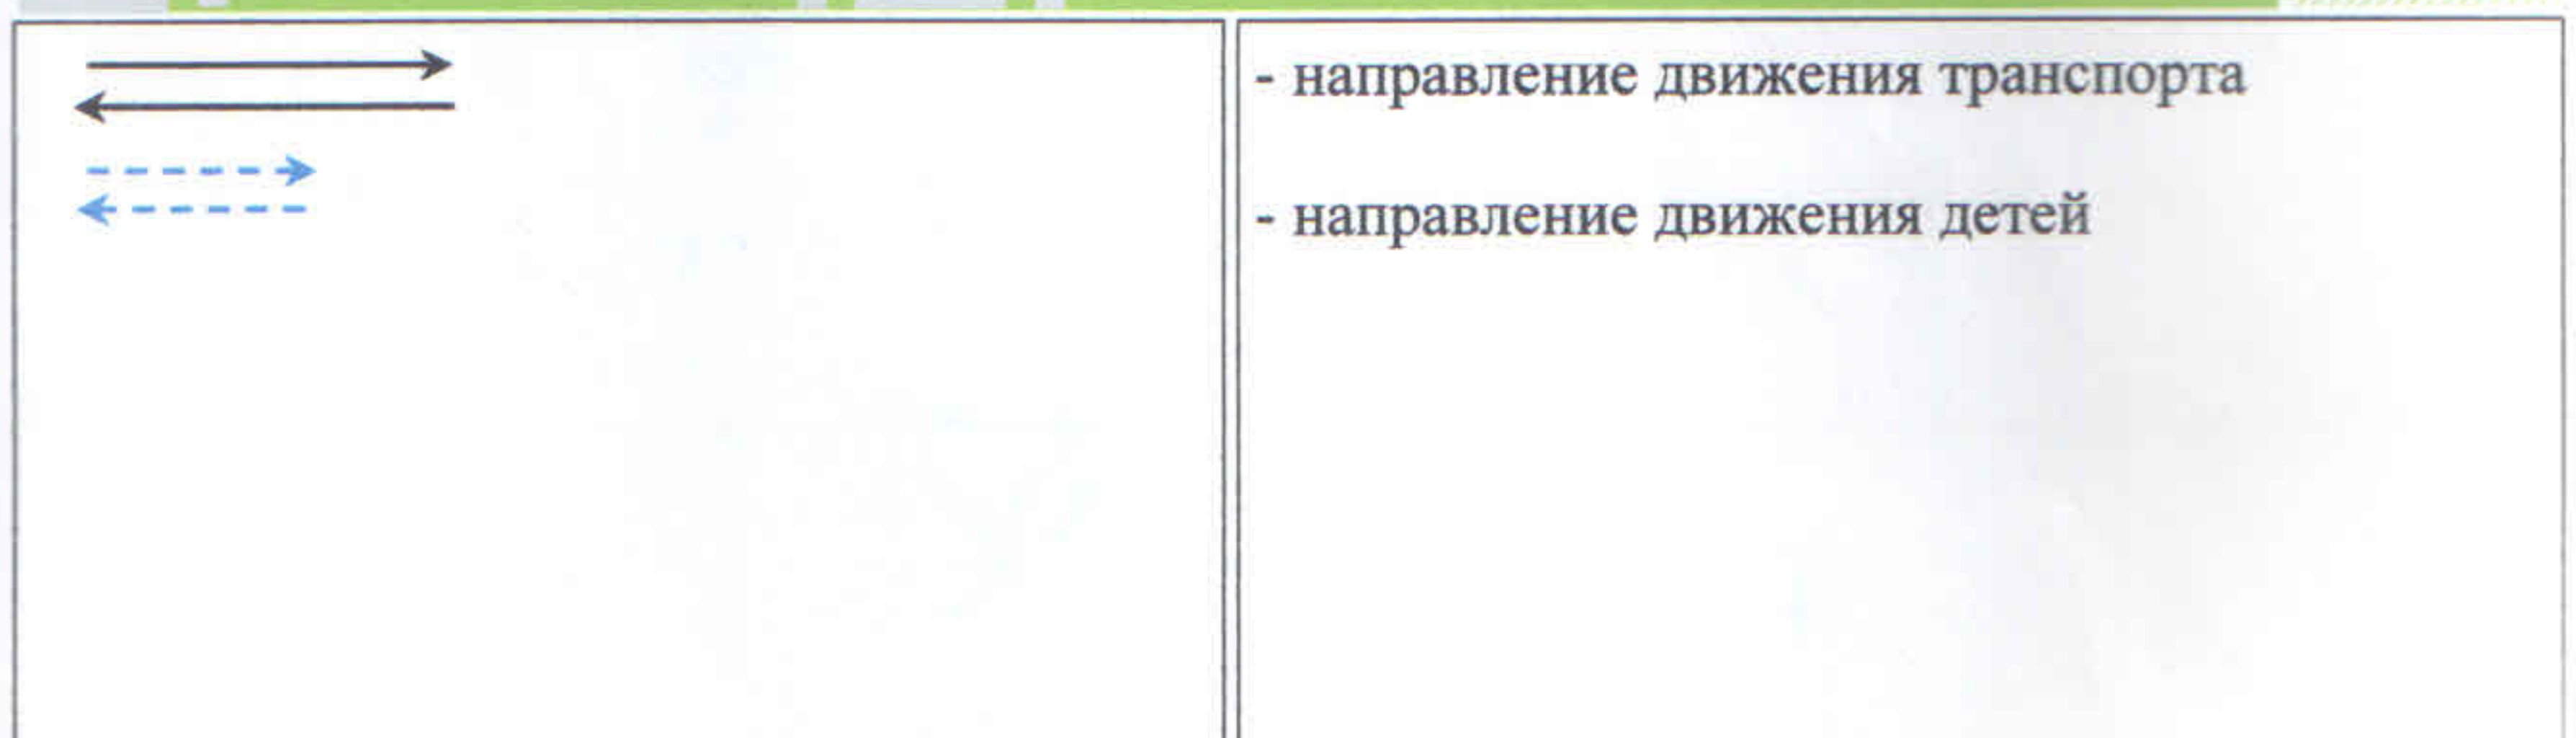 - направление движения транспорта
- направление движения детей